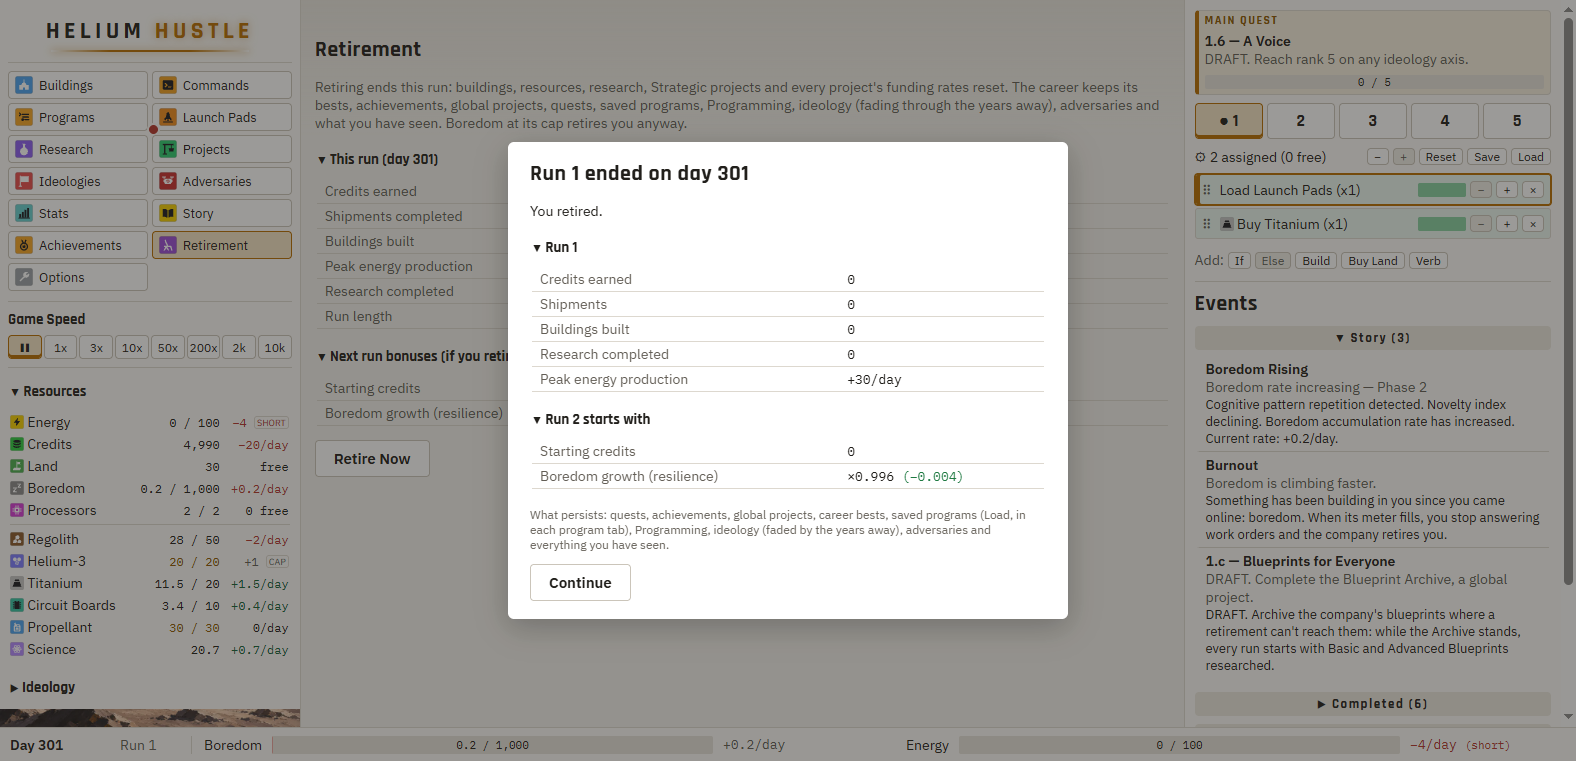 HELIUM HUSTLE
Buildings
Commands
Programs
Launch Pads
Research
Projects
Ideologies
Adversaries
Stats
Story
Achievements
Retirement
Options
Game Speed
1x 3x 10x 50x 200x 2k 10k
▼ Resources
Energy 0 / 100 −4 SHORT
Credits 4,990 −20/day
Land 30 free
Boredom 0.2 / 1,000 +0.2/day
Processors 2 / 2 0 free
Regolith 28 / 50 −2/day
Helium-3 20 / 20 +1 CAP
Titanium 11.5 / 20 +1.5/day
Circuit Boards 3.4 / 10 +0.4/day
Propellant 30 / 30 0/day
Science 20.7 +0.7/day
▶ Ideology
Retirement
Retiring ends this run: buildings, resources, research, Strategic projects and every project's funding rates reset. The career keeps its
bests, achievements, global projects, quests, saved programs, Programming, ideology (fading through the years away), adversaries and
what you have seen. Boredom at its cap retires you anyway.
▼ This run (day 301)
Credits earned
Shipments completed
Buildings built
Peak energy production
Research completed
Run length
▼ Next run bonuses (if you retir
Starting credits
Boredom growth (resilience)
Retire Now
Run 1 ended on day 301
You retired.
▼ Run 1
Credits earned 0
Shipments 0
Buildings built 0
Research completed 0
Peak energy production +30/day
▼ Run 2 starts with
Starting credits 0
Boredom growth (resilience) ×0.996 (−0.004)
What persists: quests, achievements, global projects, career bests, saved programs (Load, in
each program tab), Programming, ideology (faded by the years away), adversaries and
everything you have seen.
Continue
MAIN QUEST
1.6 — A Voice
DRAFT. Reach rank 5 on any ideology axis.
0 / 5
● 1 2 3 4 5
⚙ 2 assigned (0 free) − + Reset Save Load
⠿ Load Launch Pads (x1) − + ×
⠿ Buy Titanium (x1) − + ×
Add: If Else Build Buy Land Verb
Events
▼ Story (3)
Boredom Rising
Boredom rate increasing — Phase 2
Cognitive pattern repetition detected. Novelty index
declining. Boredom accumulation rate has increased.
Current rate: +0.2/day.
Burnout
Boredom is climbing faster.
Something has been building in you since you came
online: boredom. When its meter fills, you stop answering
work orders and the company retires you.
1.c — Blueprints for Everyone
DRAFT. Complete the Blueprint Archive, a global
project.
DRAFT. Archive the company's blueprints where a
retirement can't reach them: while the Archive stands,
every run starts with Basic and Advanced Blueprints
researched.
▶ Completed (6)
Day 301 Run 1 Boredom 0.2 / 1,000 +0.2/day Energy 0 / 100 −4/day (short)